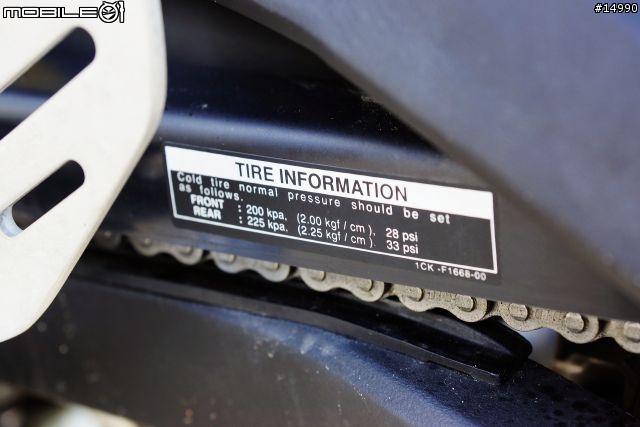 MOBILE01
#14990
TIRE INFORMATION
Cold tire normal pressure should be set
as follows.
FRONT : 200 kpa, (2.00 kgf / cm ), 28 psi
REAR : 225 kpa, (2.25 kgf / cm ), 33 psi
1CK -F1668-00